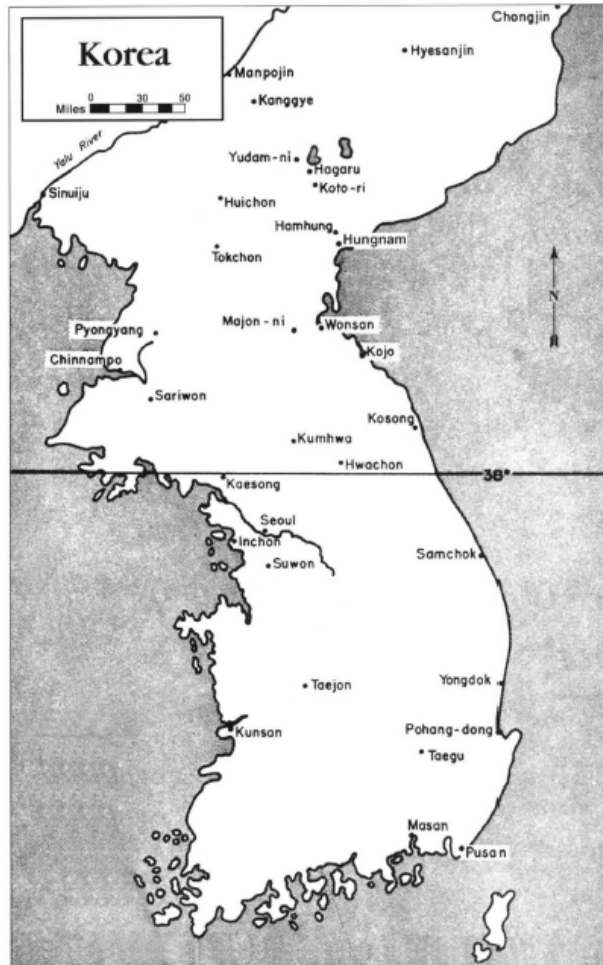 Chongjin
Korea
Hyesanjin
Manpojin
0 30 50
Miles
Kanggye
Yalu River
Yudam-ni
Hagaru
Koto-ri
Sinuiju
Huichon
Hamhung
Hungnam
Tokchon
N
Majon-ni
Wonsan
Pyongyang
Kojo
Chinnampo
Sariwon
Kosong
Kumhwa
Hwachon
38°
Kaesong
Seoul
Inchon
Samchok
Suwon
Taejon
Yongdok
Kunsan
Pohang-dong
Taegu
Masan
Pusan